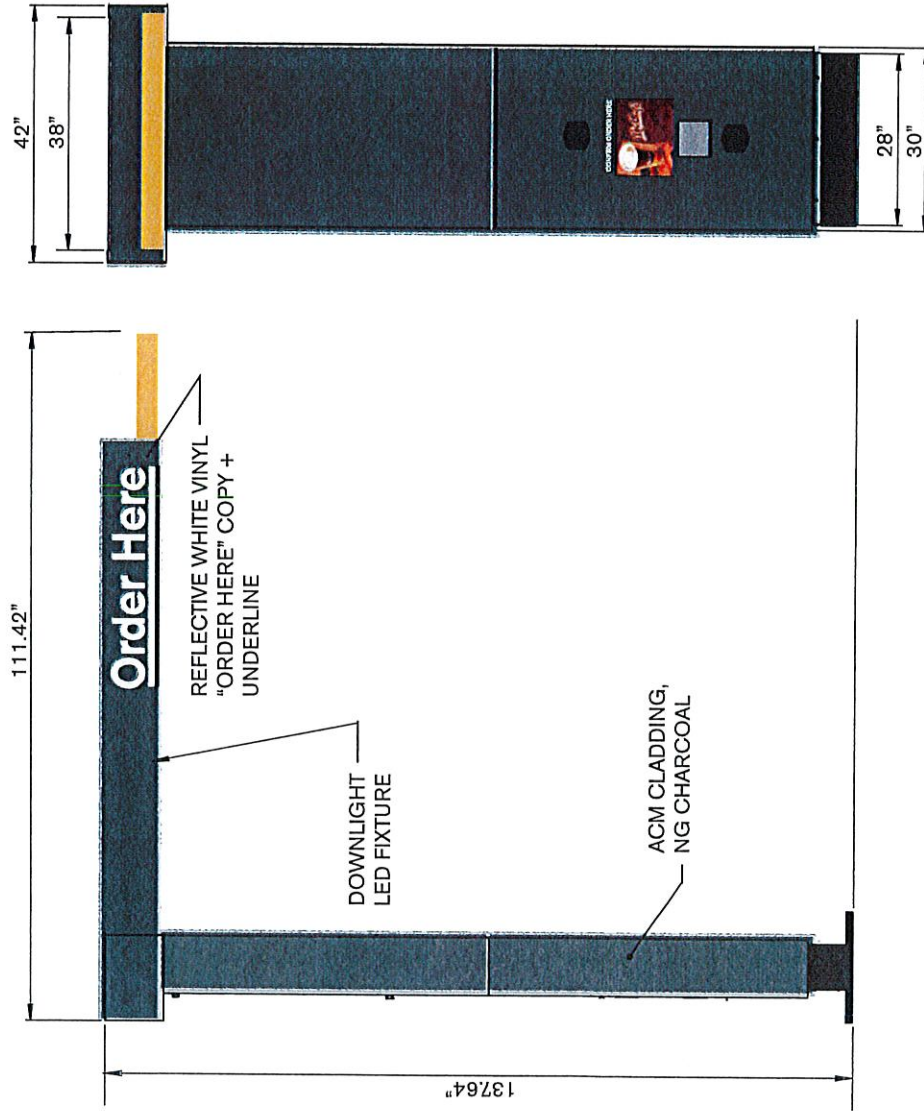 42”
38”
111.42”
Order Here
REFLECTIVE WHITE VINYL
“ORDER HERE” COPY +
UNDERLINE
DOWNLIGHT
LED FIXTURE
ACM CLADDING,
NG CHARCOAL
137.64"
28”
30”